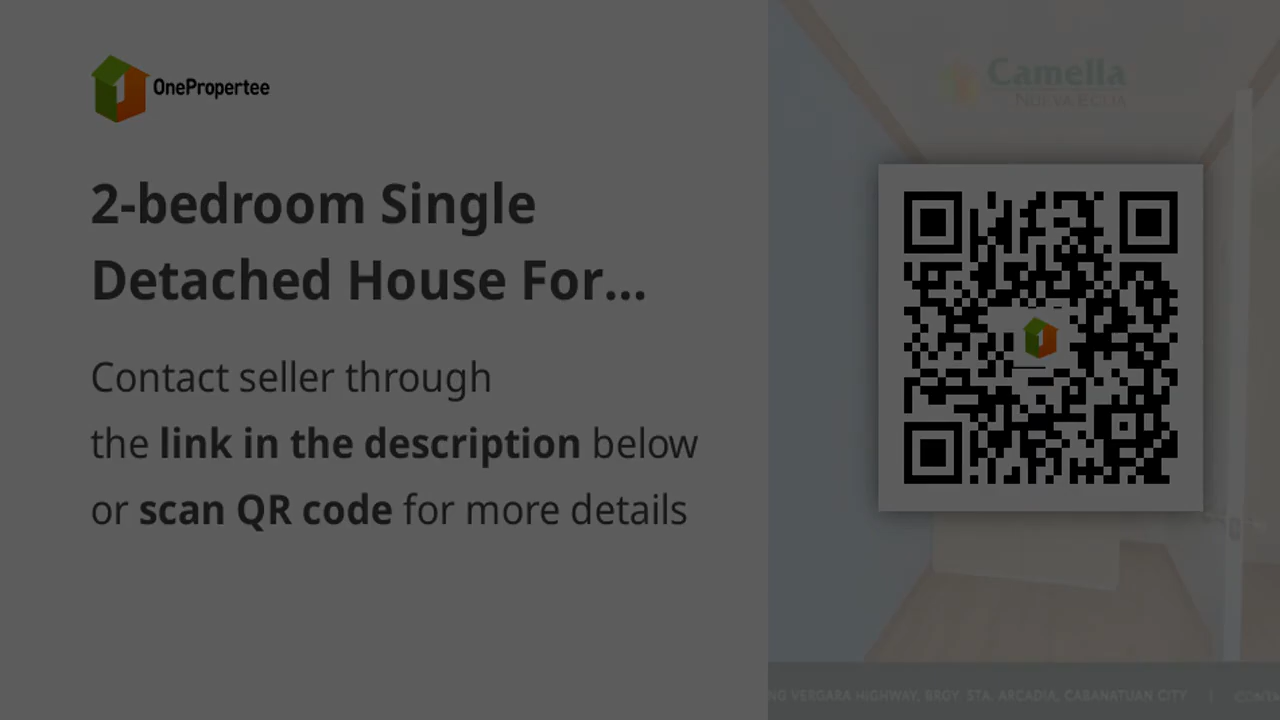 OnePropertee
2-bedroom Single
Detached House For...
Contact seller through
the link in the description below
or scan QR code for more details
Camella
NUEVA ECIJA
VERGARA HIGHWAY, BRGY. STA. ARCADIA, CABANATUAN CITY |